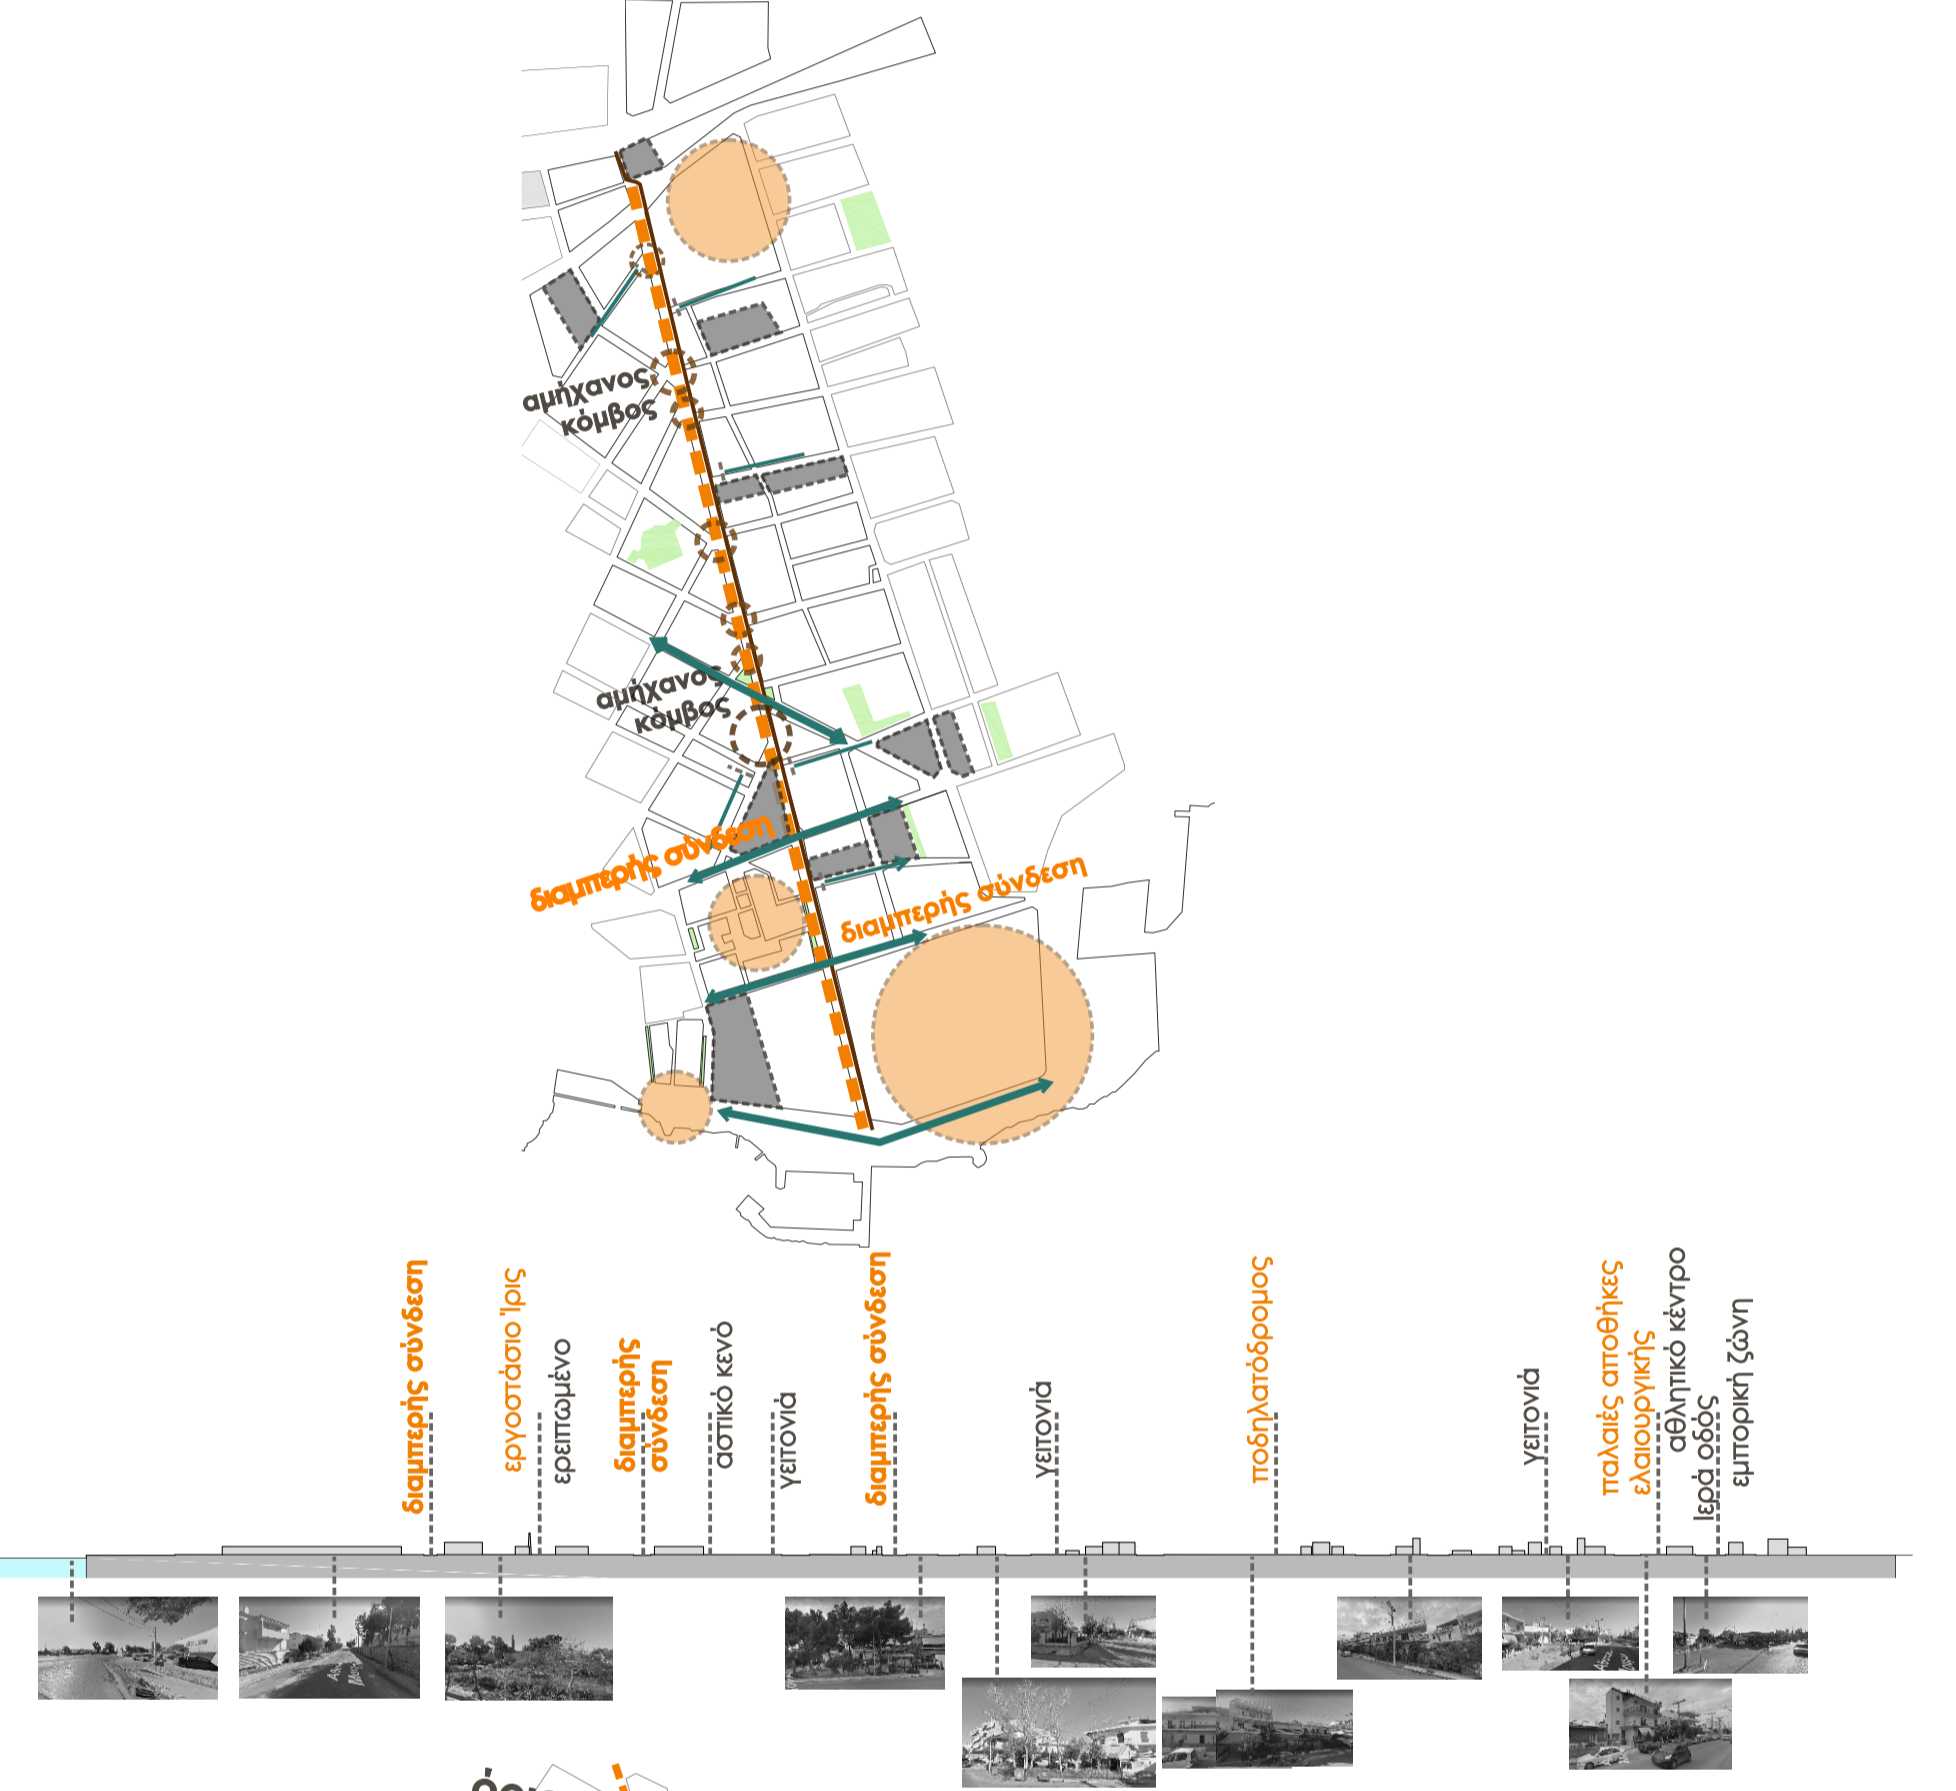 αμήχανος
κόμβος
αμήχανος
κόμβος
διαμπερής σύνδεση
διαμπερής σύνδεση
διαμπερής σύνδεση
εργοστάσιο Ίρις
ερειπωμένο
διαμπερής
σύνδεση
αστικό κενό
γειτονιά
διαμπερής σύνδεση
γειτονιά
ποδηλατόδρομος
γειτονιά
παλαιές αποθήκες
ελαιουργικής
αθλητικό κέντρο
Ιερά οδός
εμπορική ζώνη